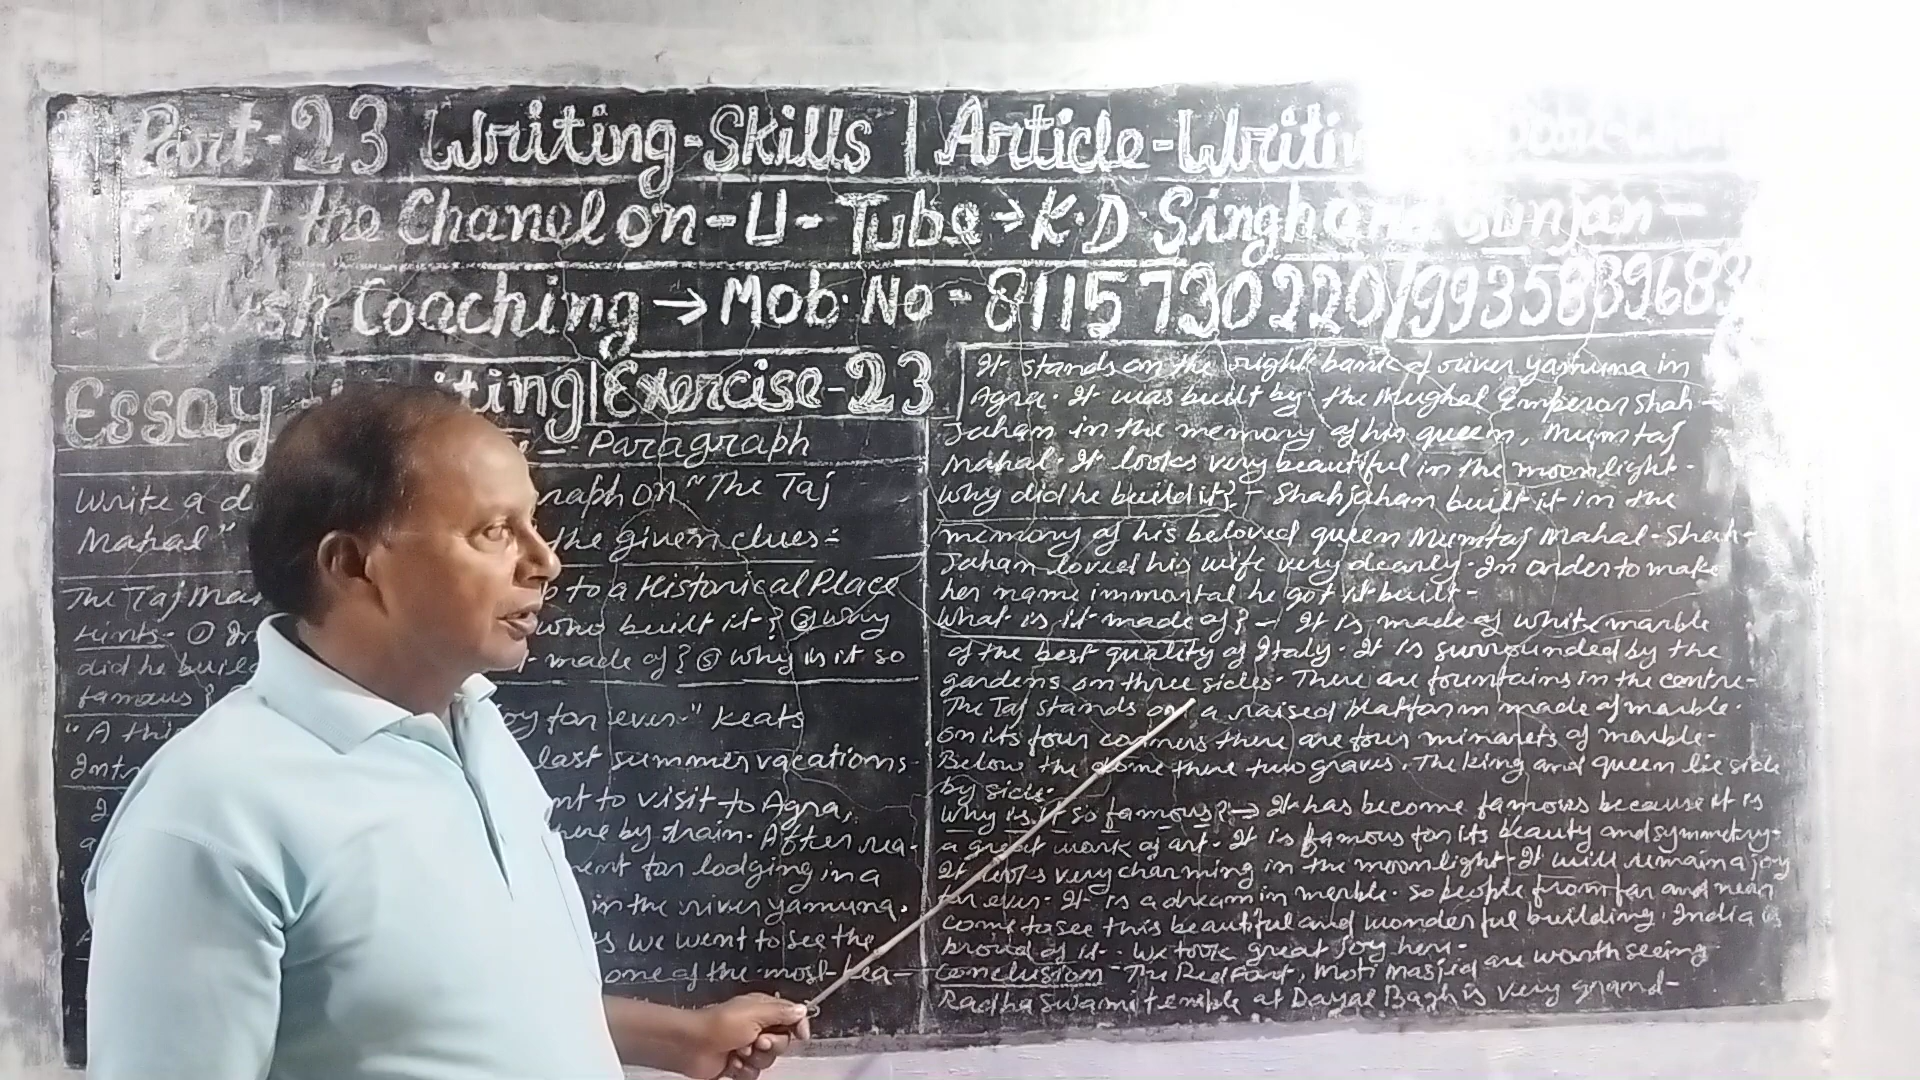 Part-23 Writing-Skills | Article-Writin
of the Chanel on-U-Tube→K.D.Singh
Coaching → Mob. No - 8115730220/993588968
Essay ting | Exercise-23
Paragraph
Write a d raph on "The Taj
Mahal" the given clues:-
The Taj Ma p to a Historical Place
Hints- ① In who built it-? ③ Why
did he buil made of? ⑤ Why is it so
famous?
"A thi oy for ever." Keats
Intr last summer vacations.
nt to visit to Agra,
by train. After rea-
ment for lodging in a
in the river yamuna.
we went to see the
one of the most bea-
It stands on the right bank of river yamuna in
Agra. It was built by the Mughal Emperor Shah-
Jaham in the memory of his queen, Mumtaj
Mahal. It looks very beautiful in the moonlight.
Why did he build it? - Shahjaham built it in the
memory of his beloved queen Mumtaj Mahal-Shah-
Jaham loved his wife very dearly. In order to make
her name immortal he got it built-
What is it made of? - It is made of white marble
of the best quality of Italy. It is surrounded by the
gardens on three sides. There are fountains in the centre-
The Taj stands on a raised platform made of marble.
On its four corners there are four minarets of marble-
Below the dome there two graves. The king and queen lie side
by side.
Why is it so famous? → It has become famous because it is
a great work of art. It is famous for its beauty and symmetry-
It looks very charming in the moonlight-It will remain a joy
for ever. It is a dream in merble. So people from far and near
come to see this beautiful and wonderful building. India is
proud of it. We took great joy here.
Conclusion - The Red Fort, Moti Masjid are worth seeing
Radha Swami temple at Dayal Bagh is very grand-